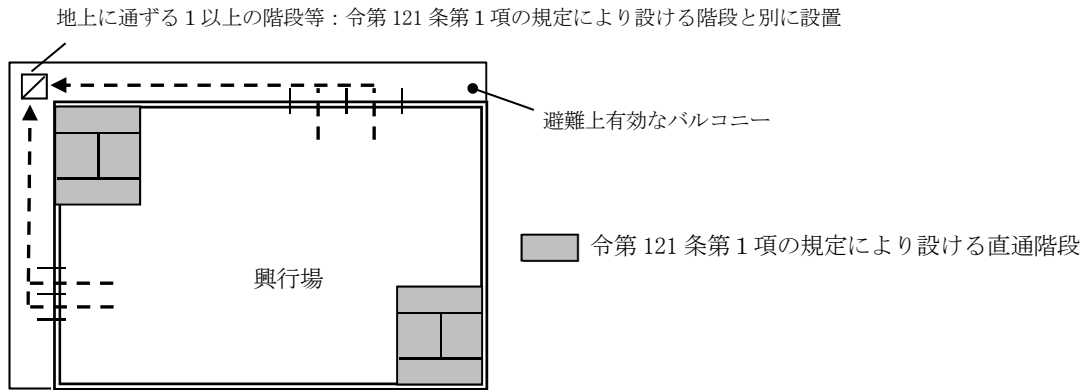 地上に通ずる１以上の階段等：令第 121 条第１項の規定により設ける階段と別に設置
避難上有効なバルコニー
令第 121 条第１項の規定により設ける直通階段
興行場